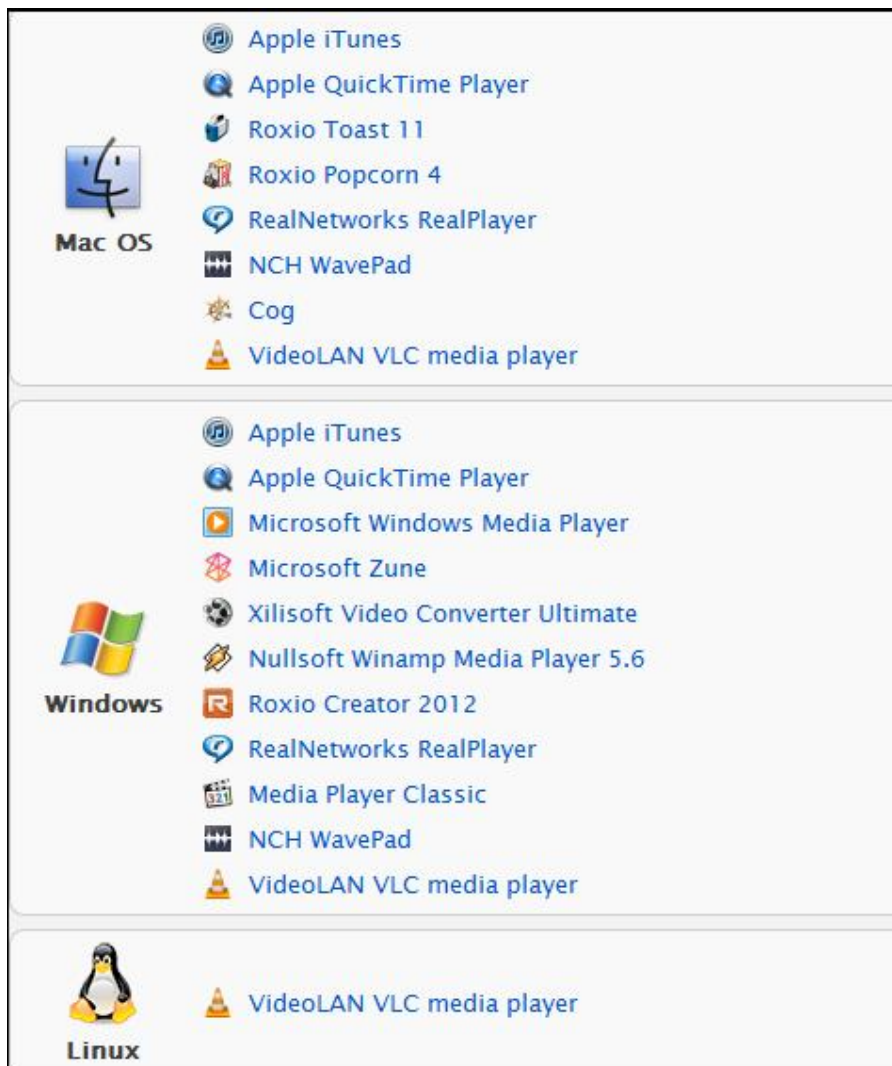 Apple iTunes
Apple QuickTime Player
Roxio Toast 11
Roxio Popcorn 4
RealNetworks RealPlayer
Mac OS
NCH WavePad
Cog
VideoLAN VLC media player
Apple iTunes
Apple QuickTime Player
Microsoft Windows Media Player
Microsoft Zune
Xilisoft Video Converter Ultimate
Nullsoft Winamp Media Player 5.6
Windows
Roxio Creator 2012
RealNetworks RealPlayer
321
Media Player Classic
NCH WavePad
VideoLAN VLC media player
VideoLAN VLC media player
Linux